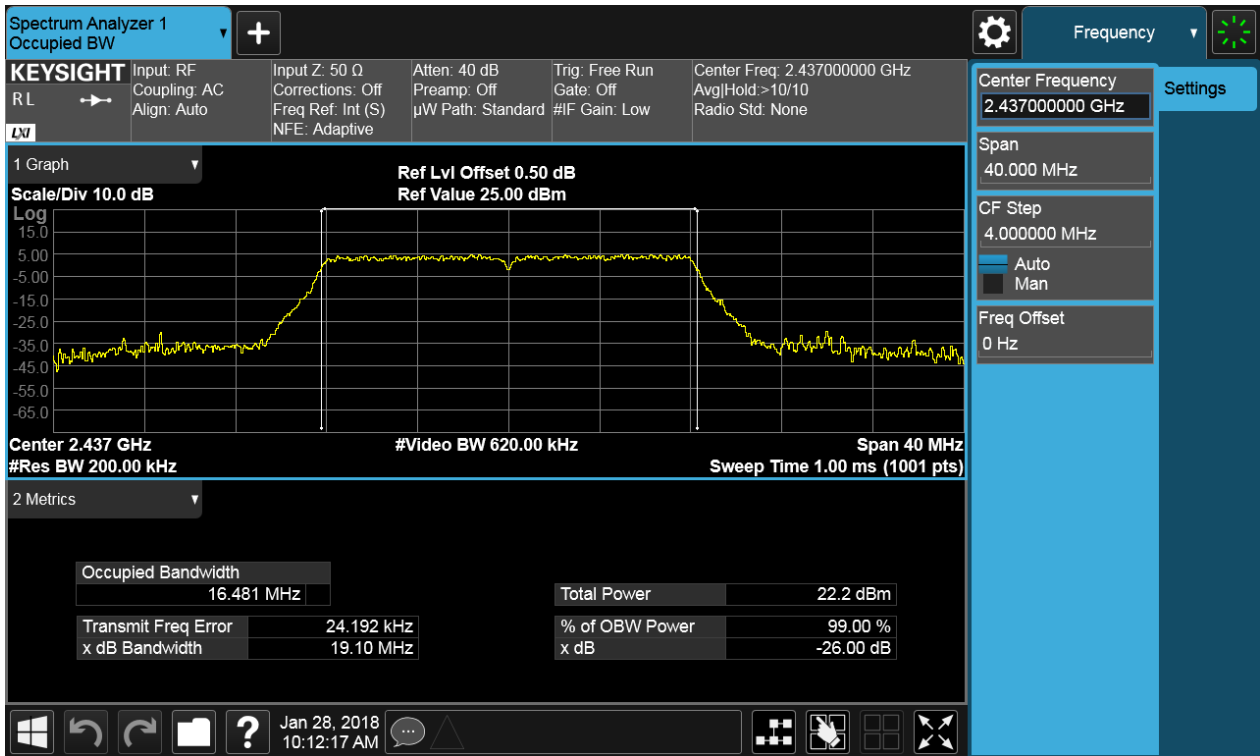 Spectrum Analyzer 1
Occupied BW
Frequency
KEYSIGHT
R L
LXI
Input: RF
Coupling: AC
Align: Auto
Input Z: 50 Ω
Corrections: Off
Freq Ref: Int (S)
NFE: Adaptive
Atten: 40 dB
Preamp: Off
µW Path: Standard
Trig: Free Run
Gate: Off
#IF Gain: Low
Center Freq: 2.437000000 GHz
Avg|Hold:>10/10
Radio Std: None
Center Frequency
2.437000000 GHz
Settings
Span
40.000 MHz
CF Step
4.000000 MHz
Auto
Man
Freq Offset
0 Hz
1 Graph
Scale/Div 10.0 dB
Ref Lvl Offset 0.50 dB
Ref Value 25.00 dBm
Log
15.0
5.00
-5.00
-15.0
-25.0
-35.0
-45.0
-55.0
-65.0
Center 2.437 GHz
#Video BW 620.00 kHz
Span 40 MHz
#Res BW 200.00 kHz
Sweep Time 1.00 ms (1001 pts)
2 Metrics
Occupied Bandwidth
16.481 MHz
Total Power 22.2 dBm
Transmit Freq Error 24.192 kHz
% of OBW Power 99.00 %
x dB Bandwidth 19.10 MHz
x dB -26.00 dB
Jan 28, 2018
10:12:17 AM